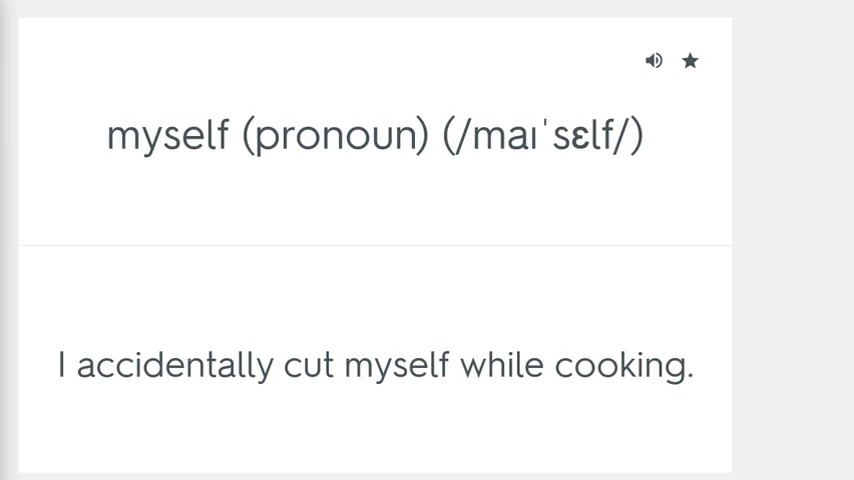 myself (pronoun) (/maɪˈsɛlf/)
I accidentally cut myself while cooking.